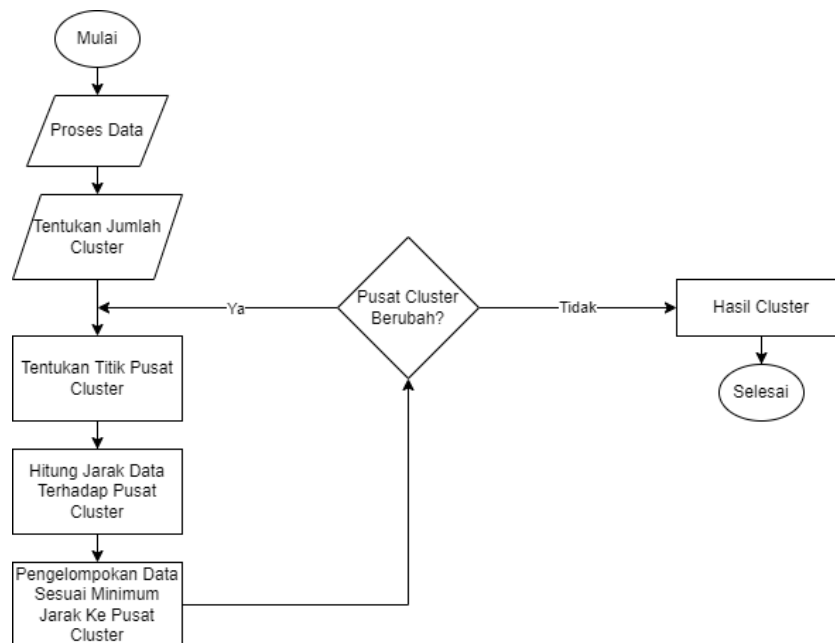 Mulai
Proses Data
Tentukan Jumlah
Cluster
Pusat Cluster
Berubah?
Ya
Tidak
Hasil Cluster
Selesai
Tentukan Titik Pusat
Cluster
Hitung Jarak Data
Terhadap Pusat
Cluster
Pengelompokan Data
Sesuai Minimum
Jarak Ke Pusat
Cluster